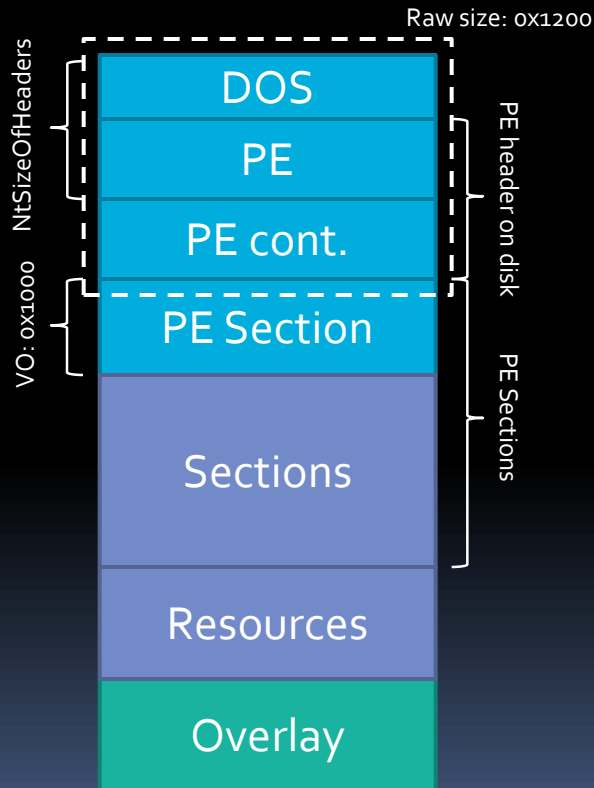 Raw size: 0x1200
NtSizeOfHeaders
DOS
PE
PE header on disk
PE cont.
VO: 0x1000
PE Section
PE Sections
Sections
Resources
Overlay